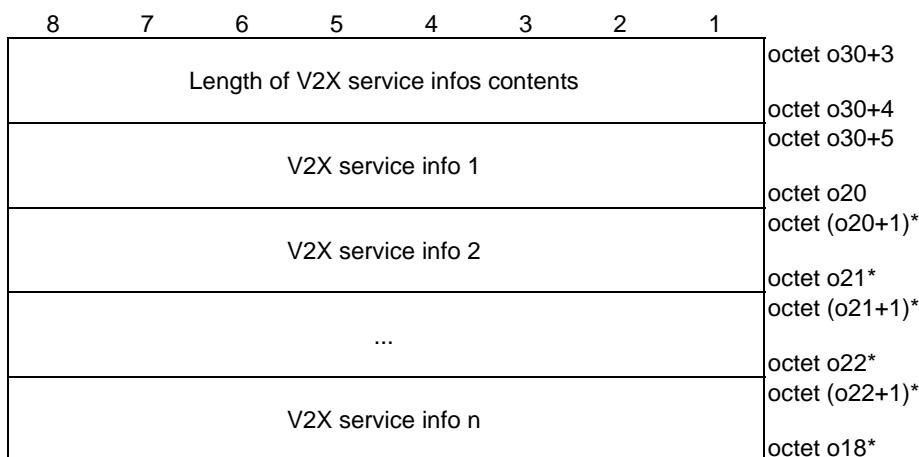 8 7 6 5 4 3 2 1
octet o30+3
Length of V2X service infos contents
octet o30+4
octet o30+5
V2X service info 1
octet o20
octet (o20+1)*
V2X service info 2
octet o21*
octet (o21+1)*
...
octet o22*
octet (o22+1)*
V2X service info n
octet o18*